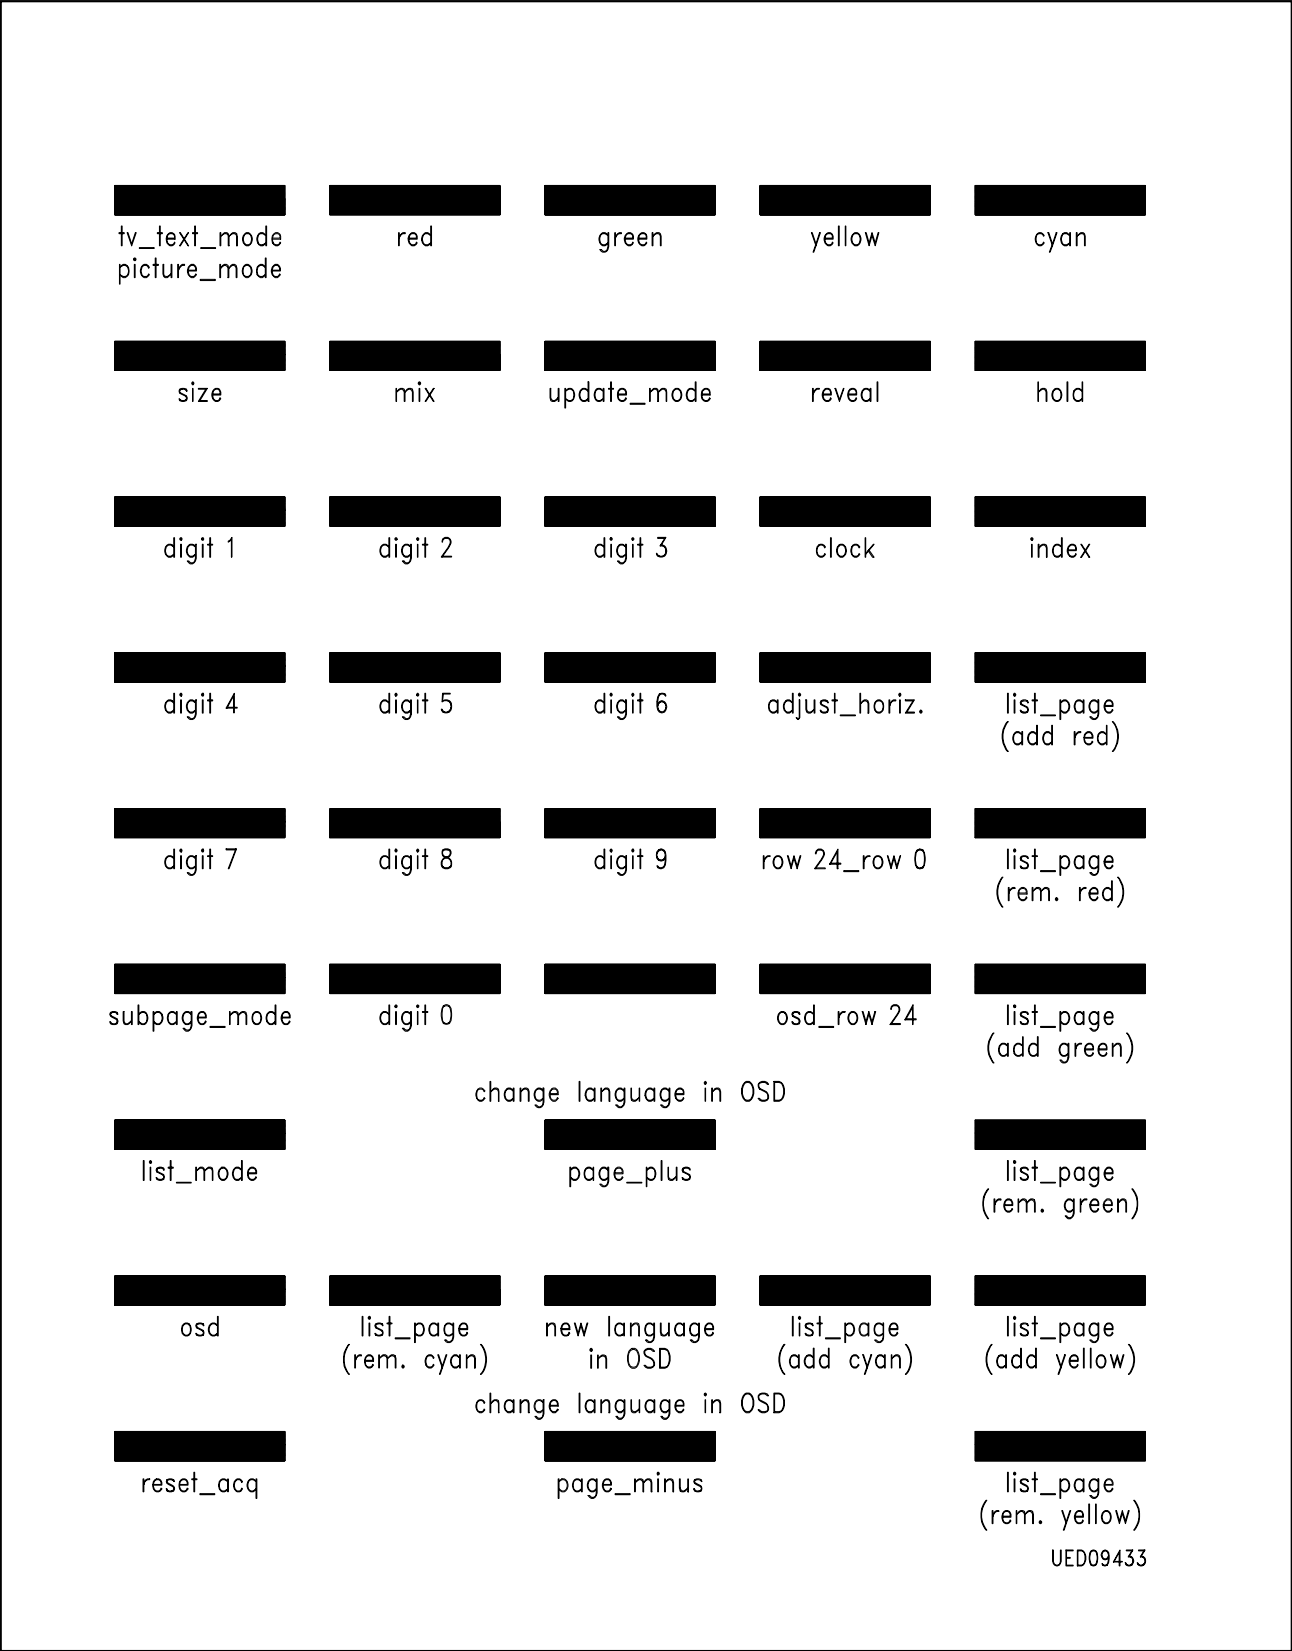 tv_text_mode red green yellow cyan
picture_mode
size mix update_mode reveal hold
digit 1 digit 2 digit 3 clock index
digit 4 digit 5 digit 6 adjust_horiz. list_page
(add red)
digit 7 digit 8 digit 9 row 24_row 0 list_page
(rem. red)
subpage_mode digit 0 osd_row 24 list_page
(add green)
change language in OSD
list_mode page_plus list_page
(rem. green)
osd list_page new language list_page list_page
(rem. cyan) in OSD (add cyan) (add yellow)
change language in OSD
reset_acq page_minus list_page
(rem. yellow)
UED09433